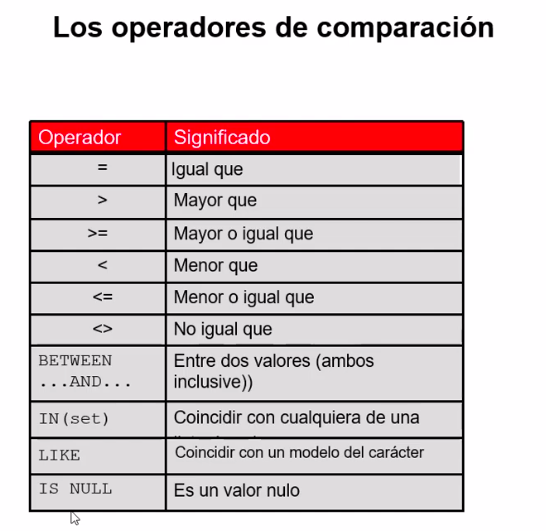 Los operadores de comparación
Operador Significado
= Igual que
> Mayor que
>= Mayor o igual que
< Menor que
<= Menor o igual que
<> No igual que
BETWEEN Entre dos valores (ambos
...AND... inclusive))
IN(set) Coincidir con cualquiera de una
LIKE Coincidir con un modelo del carácter
IS NULL Es un valor nulo